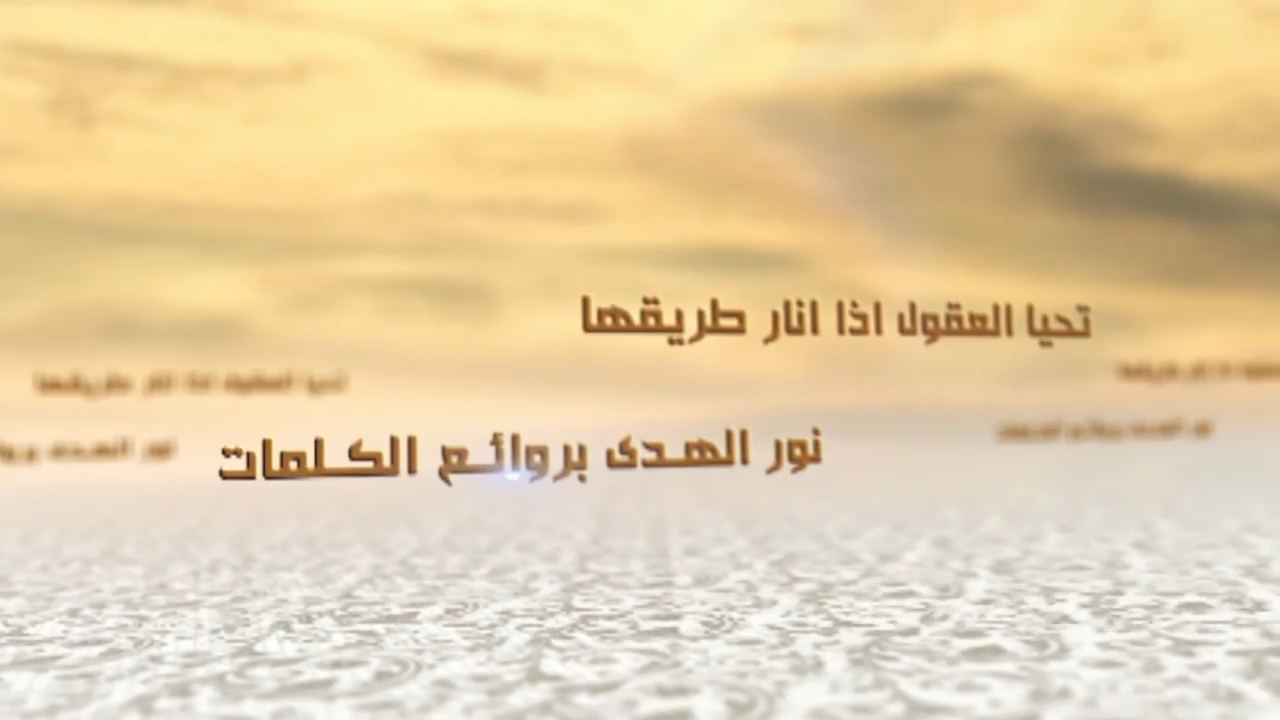 تحيا العقول اذا انار طريقها
نور الهدى بروائع الكلمات